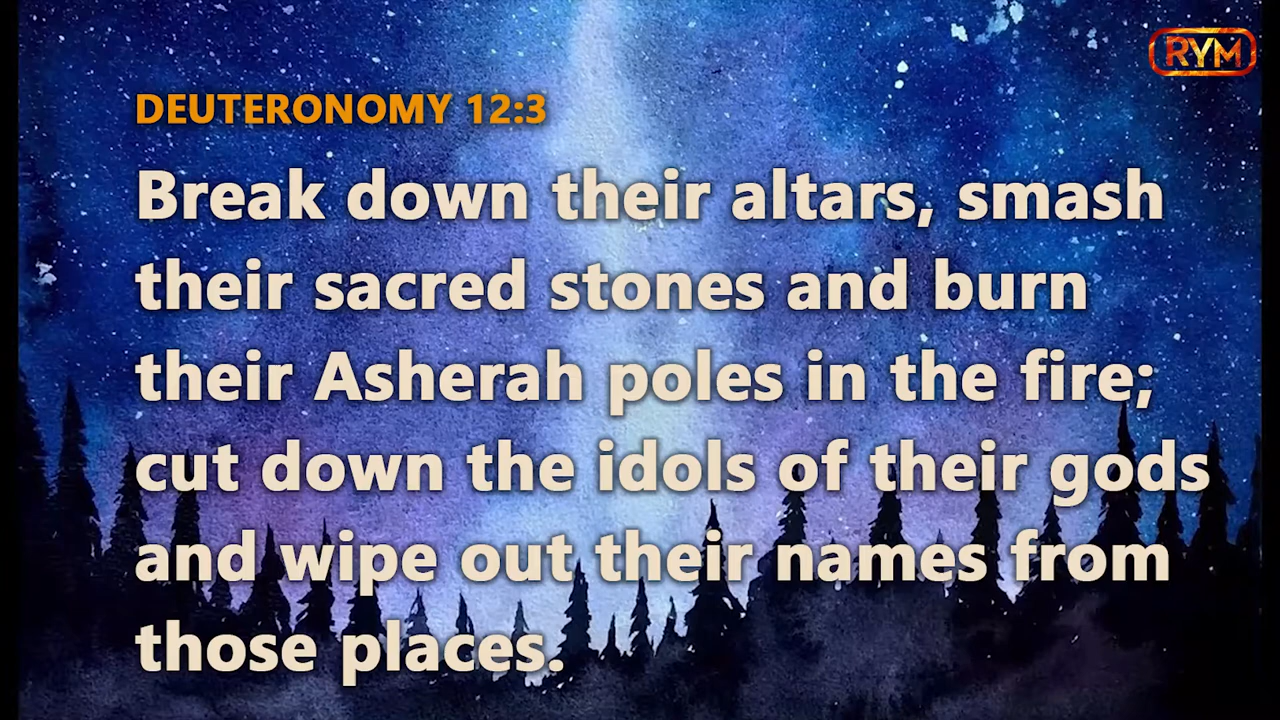 RYM
DEUTERONOMY 12:3
Break down their altars, smash
their sacred stones and burn
their Asherah poles in the fire;
cut down the idols of their gods
and wipe out their names from
those places.